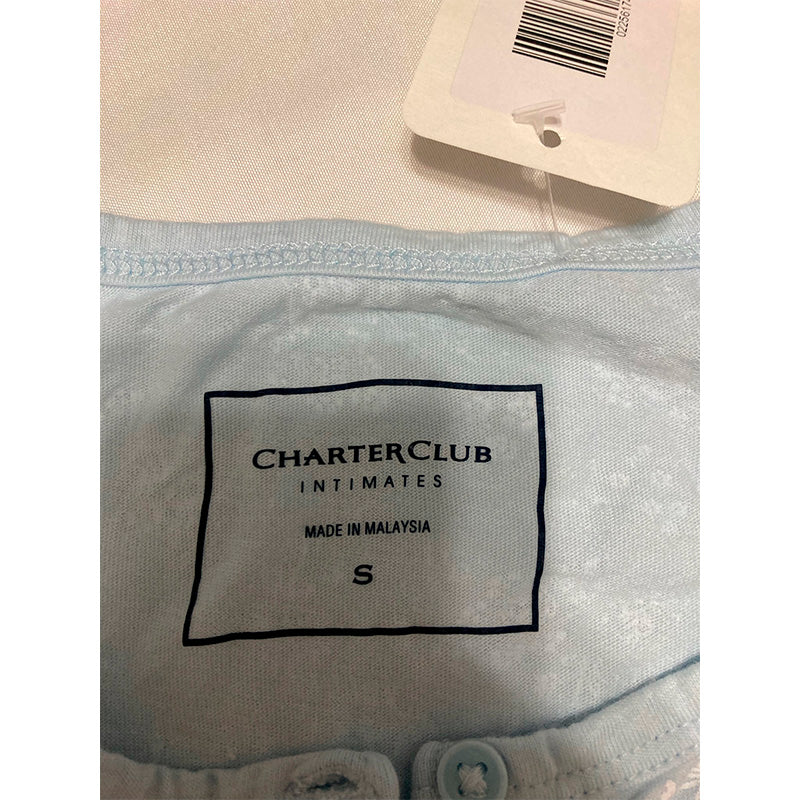 CHARTERCLUB
INTIMATES
MADE IN MALAYSIA
S